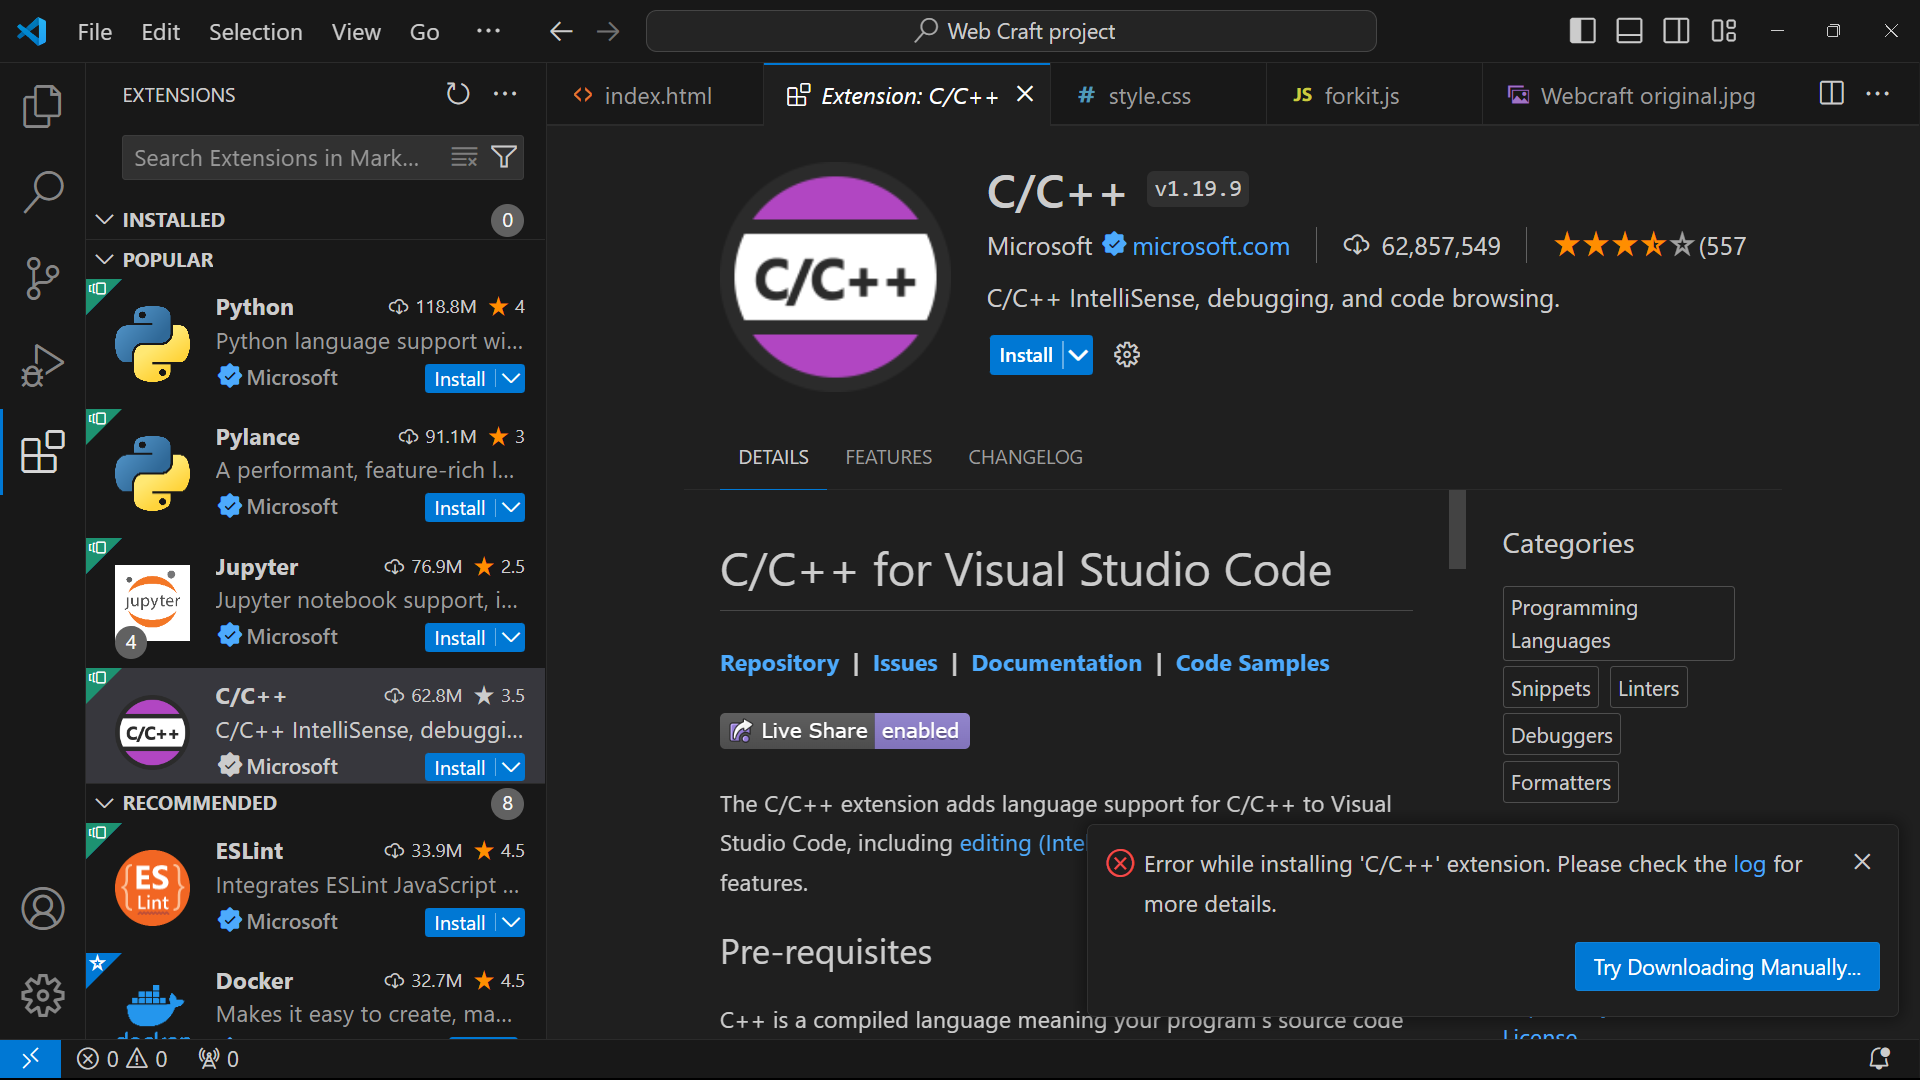 File Edit Selection View Go ···
Web Craft project
EXTENSIONS
Search Extensions in Mark...
INSTALLED 0
POPULAR
Python 118.8M 4
Python language support wi...
Microsoft Install
Pylance 91.1M 3
A performant, feature-rich l...
Microsoft Install
Jupyter 76.9M 2.5
jupyter
Jupyter notebook support, i...
4
Microsoft Install
C/C++ 62.8M 3.5
C/C++
C/C++ IntelliSense, debuggi...
Microsoft Install
RECOMMENDED 8
ESLint 33.9M 4.5
ES
Lint
Integrates ESLint JavaScript ...
Microsoft Install
Docker 32.7M 4.5
Makes it easy to create, ma...
docker
index.html
Extension: C/C++
# style.css
JS forkit.js
Webcraft original.jpg
C/C++
C/C++ v1.19.9
Microsoft microsoft.com 62,857,549 (557
C/C++ IntelliSense, debugging, and code browsing.
Install
DETAILS FEATURES CHANGELOG
C/C++ for Visual Studio Code
Repository | Issues | Documentation | Code Samples
Live Share enabled
The C/C++ extension adds language support for C/C++ to Visual
Studio Code, including editing (Inte
features.
Pre-requisites
C++ is a compiled language meaning your program's source code
Categories
Programming
Languages
Snippets Linters
Debuggers
Formatters
License
Error while installing 'C/C++' extension. Please check the log for
more details.
Try Downloading Manually...
0 0 0